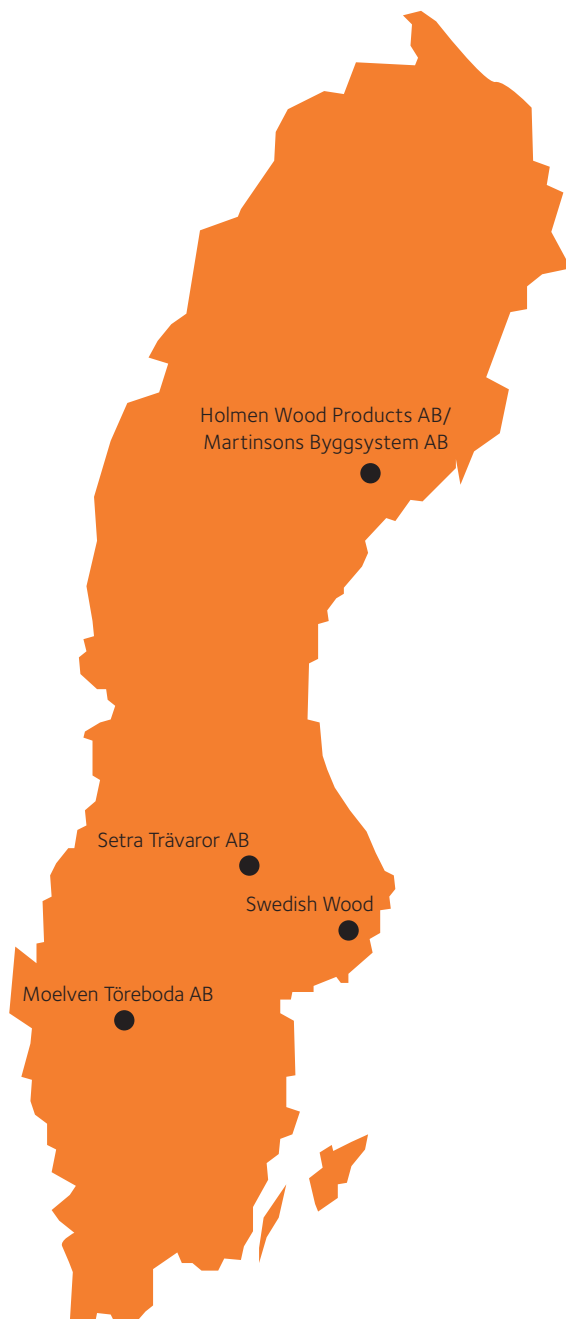 Holmen Wood Products AB/
Martinsons Byggsystem AB
Setra Trävaror AB
Swedish Wood
Moelven Töreboda AB